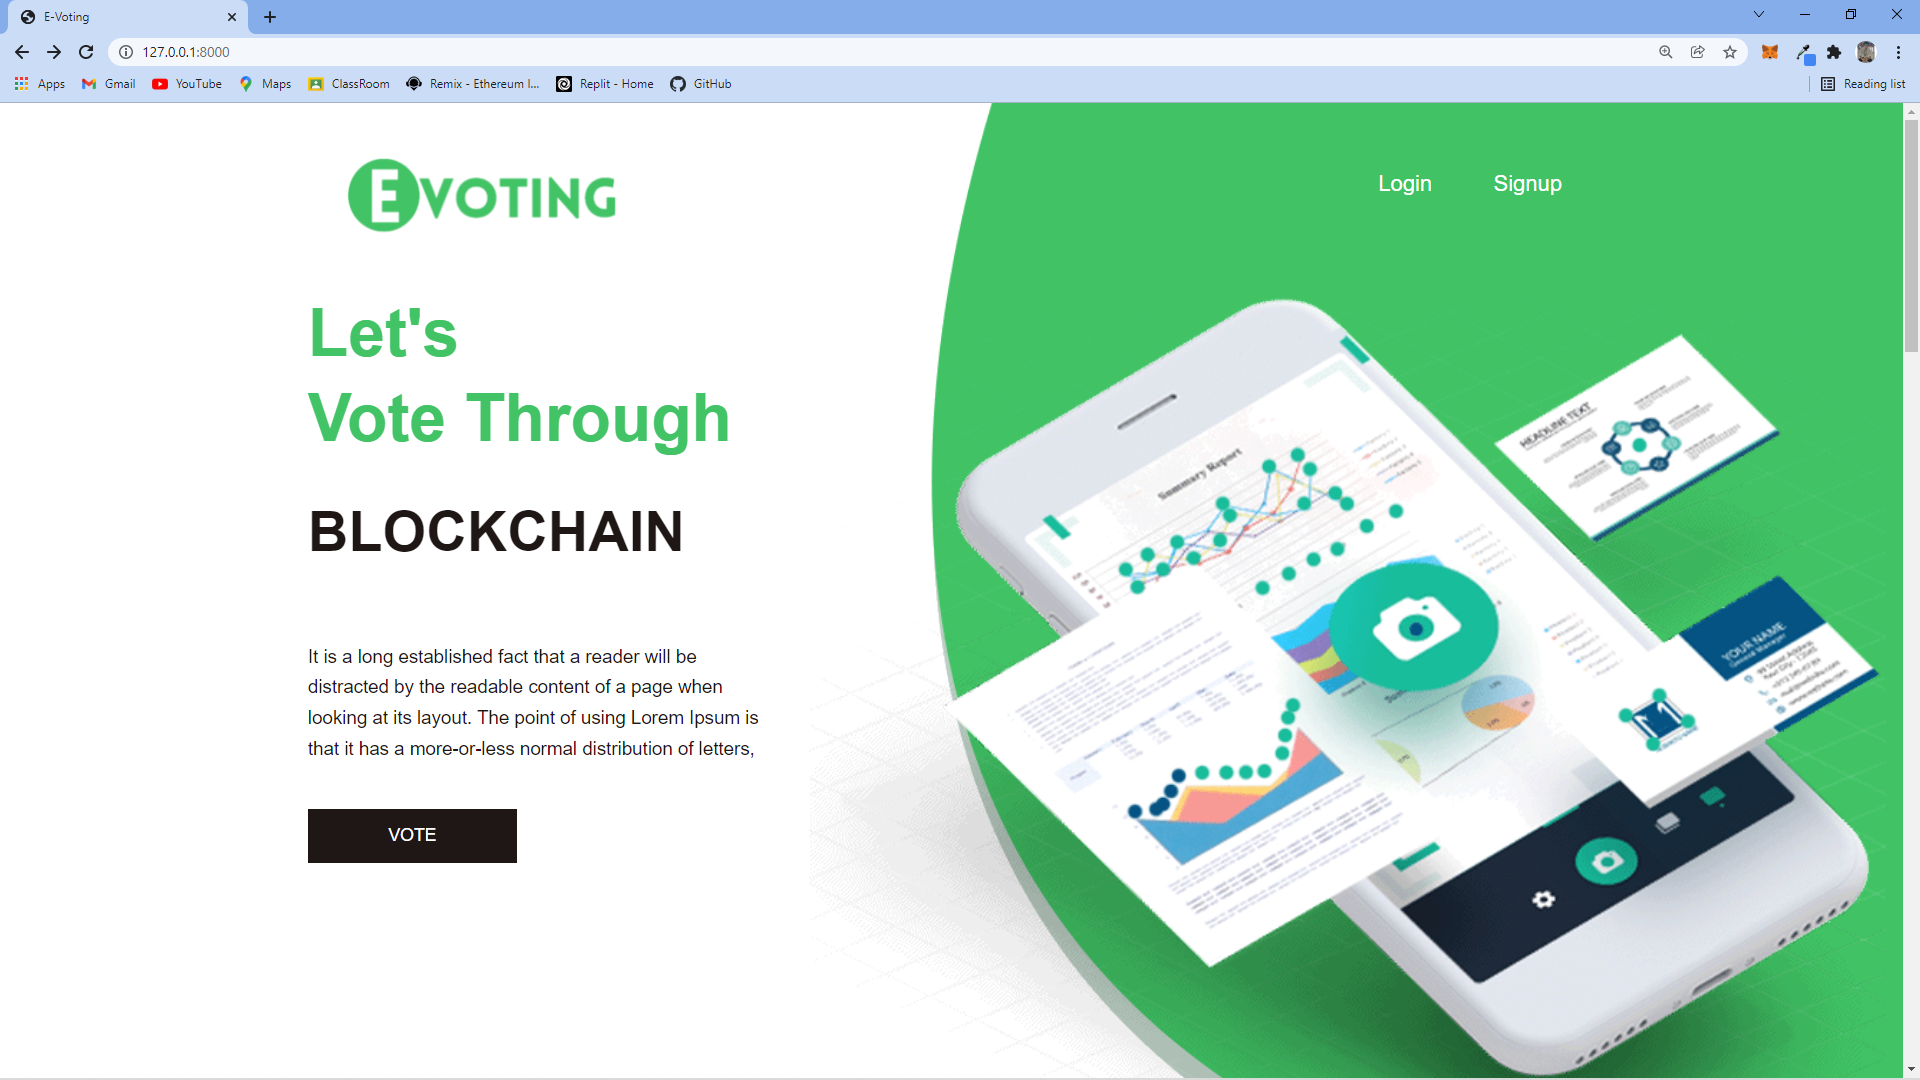 E-Voting
127.0.0.1:8000
Apps
Gmail
YouTube
Maps
ClassRoom
Remix - Ethereum I...
Replit - Home
GitHub
Reading list
EVOTING
Login
Signup
Let's
Vote Through
BLOCKCHAIN
It is a long established fact that a reader will be
distracted by the readable content of a page when
looking at its layout. The point of using Lorem Ipsum is
that it has a more-or-less normal distribution of letters,
VOTE
Summary Report
HEADLINE TEXT
YOUR NAME
General Manager